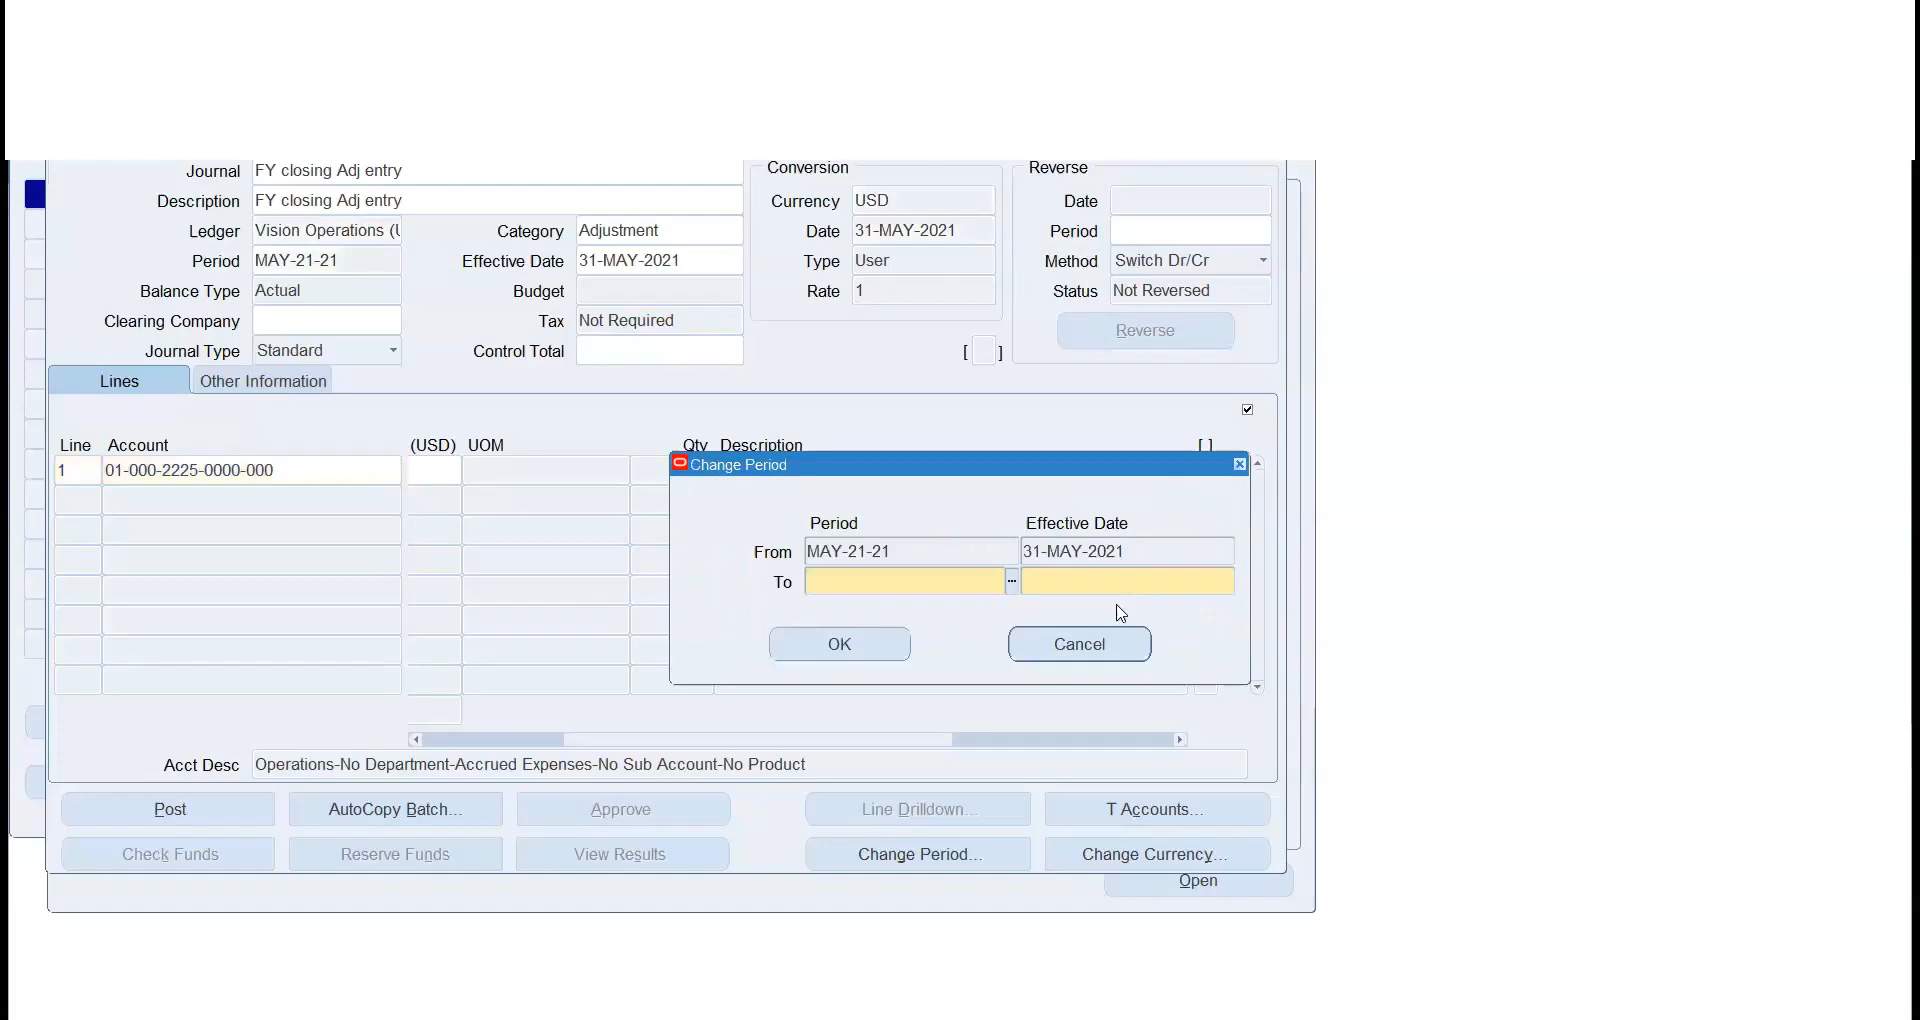 Journal FY closing Adj entry
Description FY closing Adj entry
Ledger Vision Operations (U Category Adjustment
Period MAY-21-21 Effective Date 31-MAY-2021
Balance Type Actual Budget
Clearing Company Tax Not Required
Journal Type Standard Control Total
Conversion
Currency USD
Date 31-MAY-2021
Type User
Rate 1
Reverse
Date
Period
Method Switch Dr/Cr
Status Not Reversed
Reverse
[ ]
Lines Other Information
Line Account (USD) UOM Qty Description [ ]
1 01-000-2225-0000-000
Change Period
Period Effective Date
From MAY-21-21 31-MAY-2021
To ...
OK Cancel
Acct Desc Operations-No Department-Accrued Expenses-No Sub Account-No Product
Post AutoCopy Batch... Approve Line Drilldown... T Accounts...
Check Funds Reserve Funds View Results Change Period... Change Currency...
Open